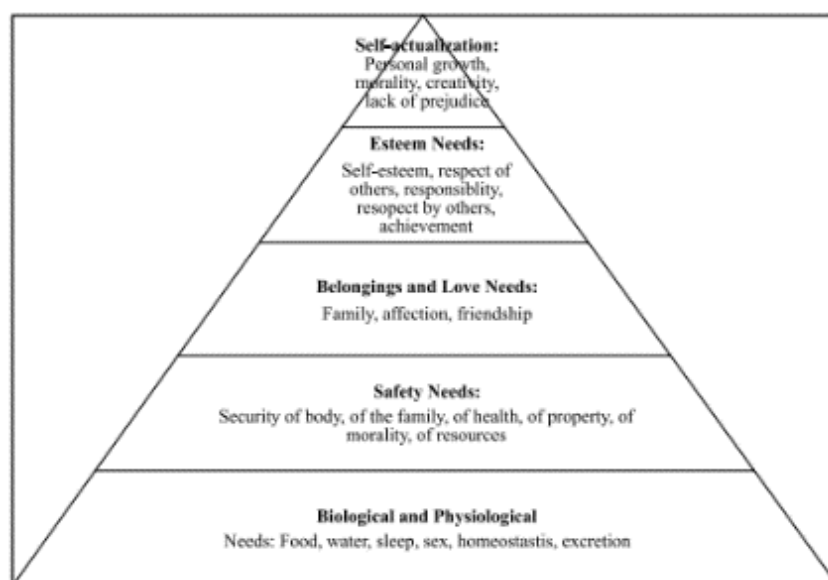 Self-actualization:
Personal growth,
morality, creativity,
lack of prejudice
Esteem Needs:
Self-esteem, respect of
others, responsiblity,
resopect by others,
achievement
Belongings and Love Needs:
Family, affection, friendship
Safety Needs:
Security of body, of the family, of health, of property, of
morality, of resources
Biological and Physiological
Needs: Food, water, sleep, sex, homeostastis, excretion